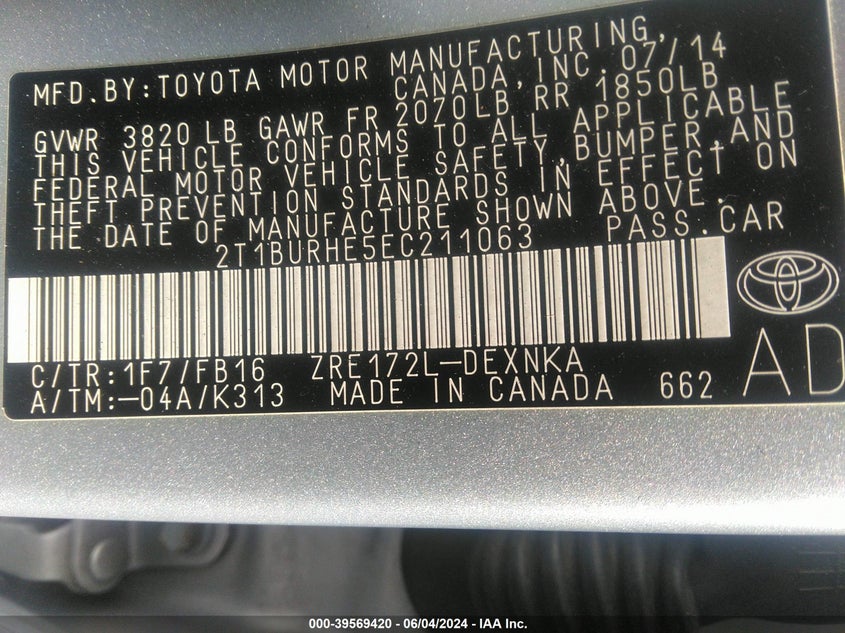 MFD.BY:TOYOTA MOTOR MANUFACTURING,
CANADA,INC. 07/14
GVWR 3820 LB GAWR FR 2070LB RR 1850LB
THIS VEHICLE CONFORMS TO ALL APPLICABLE
FEDERAL MOTOR VEHICLE SAFETY,BUMPER,AND
THEFT PREVENTION STANDARDS IN EFFECT ON
THE DATE OF MANUFACTURE SHOWN ABOVE.
2T1BURHE5EC211063 PASS.CAR
C/TR:1F7/FB16 ZRE172L-DEXNKA
A/TM:-04A/K313 MADE IN CANADA 662
AD
000-39569420 - 06/04/2024 - IAA Inc.